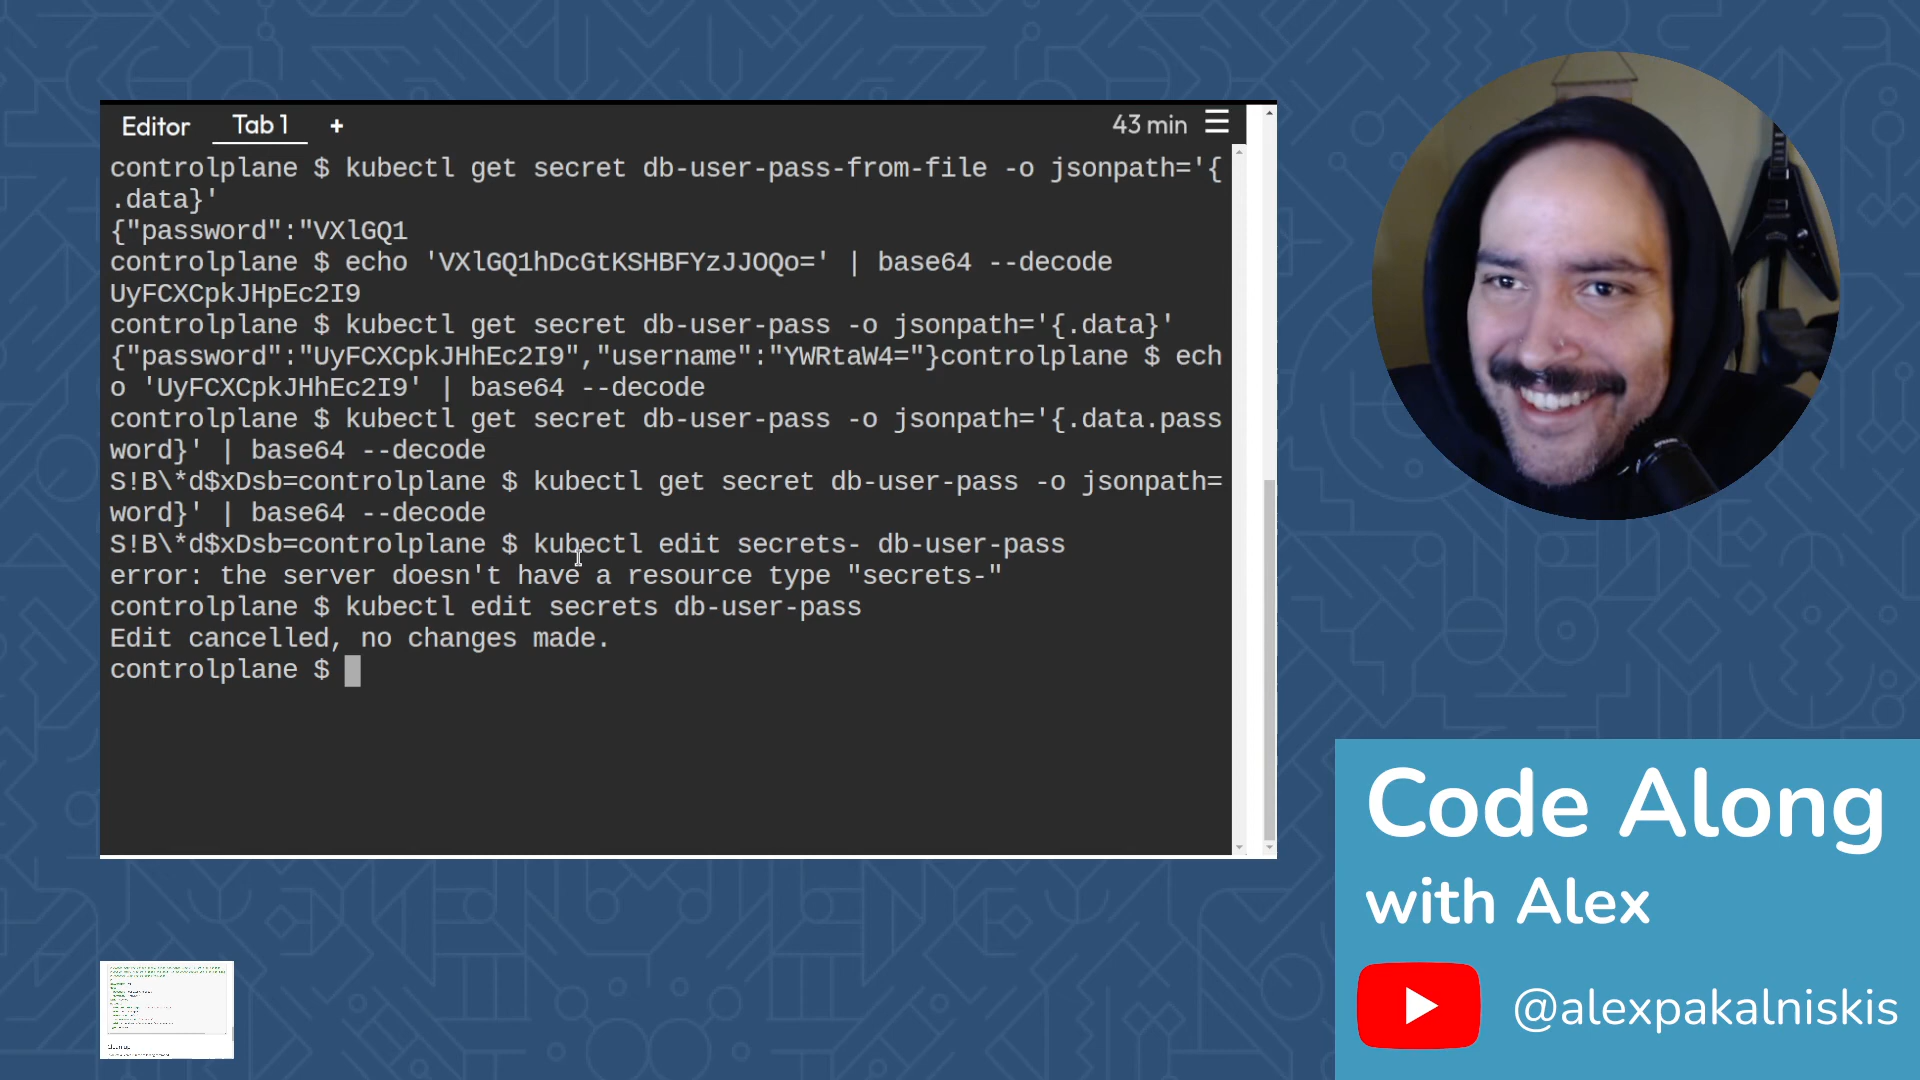 Editor Tab 1 + 43 min
controlplane $ kubectl get secret db-user-pass-from-file -o jsonpath='{
.data}'
{"password":"VXlGQ1
controlplane $ echo 'VXlGQ1hDcGtKSHBFYzJJOQo=' | base64 --decode
UyFCXCpkJHpEc2I9
controlplane $ kubectl get secret db-user-pass -o jsonpath='{.data}'
{"password":"UyFCXCpkJHhEc2I9","username":"YWRtaW4="}controlplane $ ech
o 'UyFCXCpkJHhEc2I9' | base64 --decode
controlplane $ kubectl get secret db-user-pass -o jsonpath='{.data.pass
word}' | base64 --decode
S!B\*d$xDsb=controlplane $ kubectl get secret db-user-pass -o jsonpath=
word}' | base64 --decode
S!B\*d$xDsb=controlplane $ kubectl edit secrets- db-user-pass
error: the server doesn't have a resource type "secrets-"
controlplane $ kubectl edit secrets db-user-pass
Edit cancelled, no changes made.
controlplane $
Code Along
with Alex
@alexpakalniskis